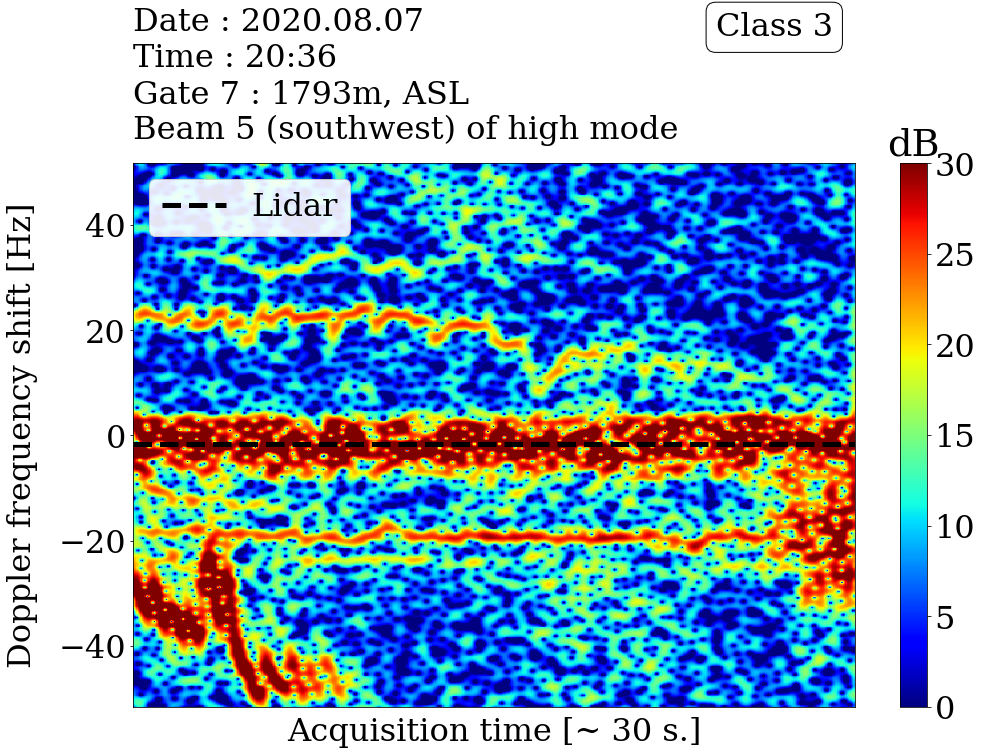 Date : 2020.08.07
Time : 20:36
Gate 7 : 1793m, ASL
Beam 5 (southwest) of high mode
Class 3
dB
Lidar
Doppler frequency shift [Hz]
40
20
0
−20
−40
Acquisition time [~ 30 s.]
30
25
20
15
10
5
0